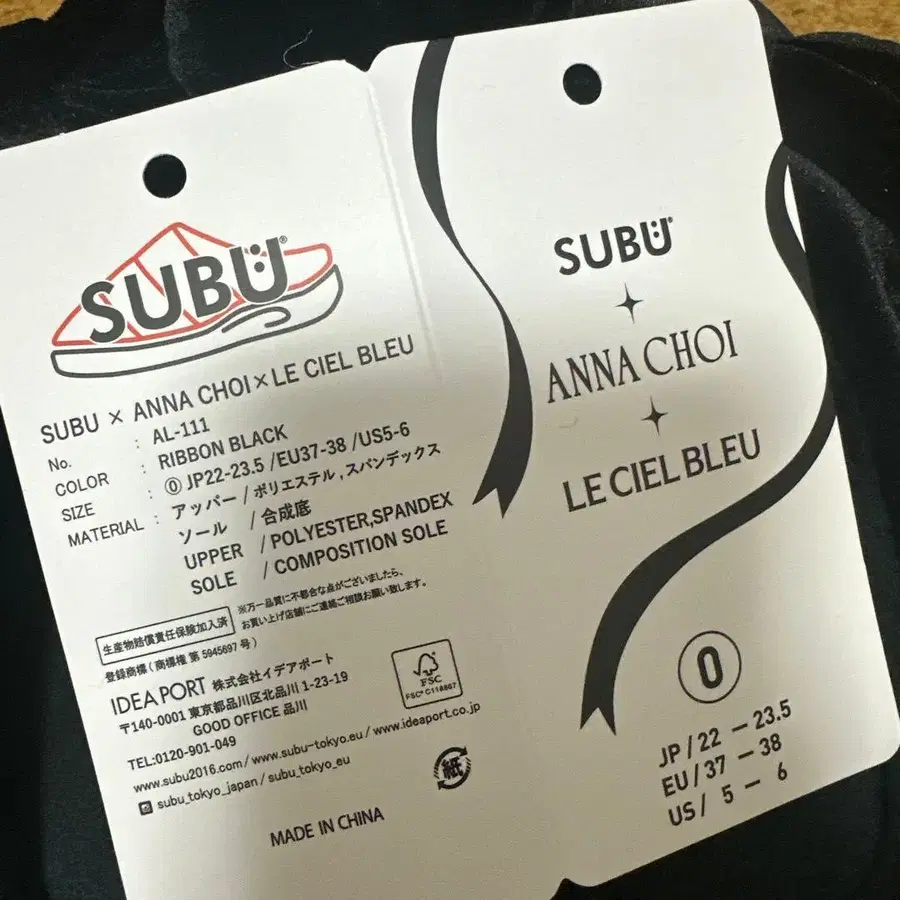 SUBU®
SUBU × ANNA CHOI×LE CIEL BLEU
No. : AL-111
COLOR : RIBBON BLACK
SIZE : ⓪ JP22-23.5 /EU37-38 /US5-6
MATERIAL : アッパー / ポリエステル , スパンデックス
ソール / 合成底
UPPER / POLYESTER,SPANDEX
SOLE / COMPOSITION SOLE
生産物賠償責任保険加入済
※万一品質に不都合な点がございましたら、
お買い上げ店舗にご連絡ご相談お願い致します。
登録商標 ( 商標権 第 5945697 号 )
IDEA PORT 株式会社イデアポート
〒140-0001 東京都品川区北品川 1-23-19
GOOD OFFICE 品川
TEL:0120-901-049
www.subu2016.com / www.subu-tokyo.eu / www.ideaport.co.jp
subu_tokyo_japan / subu_tokyo_eu
FSC
FSC® C118867
紙
MADE IN CHINA
SUBU®
ANNA CHOI
LE CIEL BLEU
0
JP / 22 － 23.5
EU / 37 － 38
US / 5 － 6